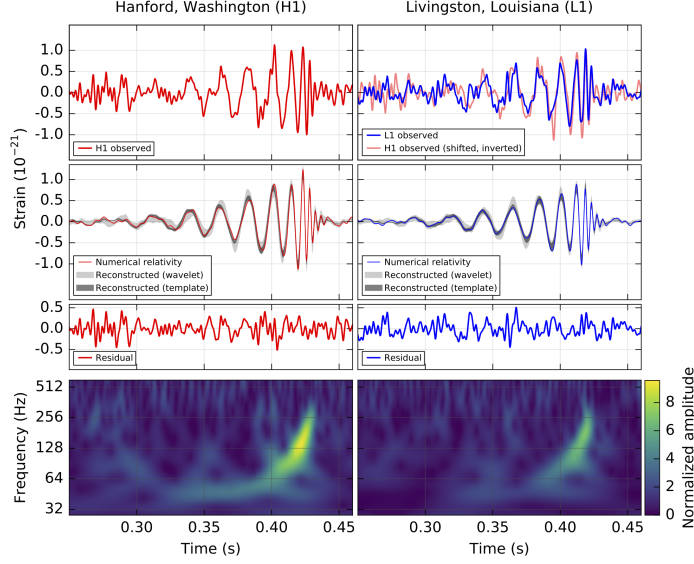 Hanford, Washington (H1)
Livingston, Louisiana (L1)
Strain (10⁻²¹)
1.0
0.5
0.0
-0.5
-1.0
H1 observed
L1 observed
H1 observed (shifted, inverted)
1.0
0.5
0.0
-0.5
-1.0
Numerical relativity
Reconstructed (wavelet)
Reconstructed (template)
Numerical relativity
Reconstructed (wavelet)
Reconstructed (template)
0.5
0.0
-0.5
Residual
Residual
Frequency (Hz)
512
256
128
64
32
0.30
0.35
0.40
0.45
Time (s)
0.30
0.35
0.40
0.45
Time (s)
8
6
4
2
0
Normalized amplitude